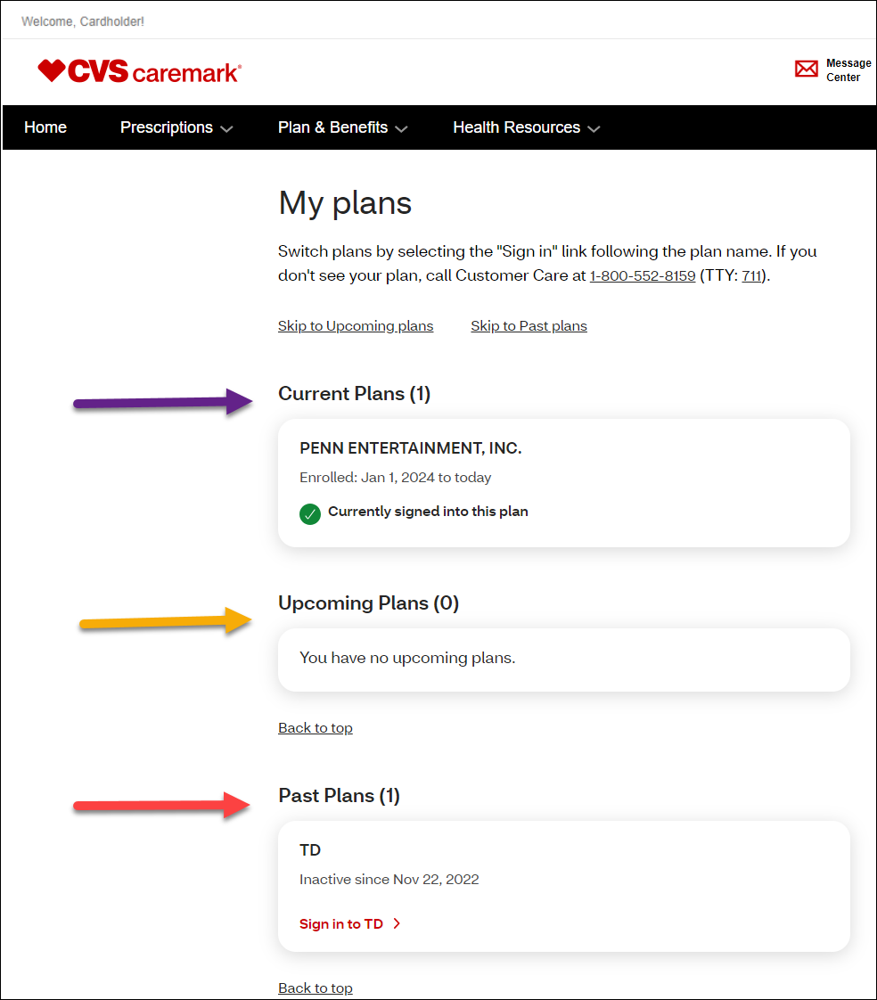 Welcome, Cardholder!
CVS caremark®
Message
Center
Home
Prescriptions
Plan & Benefits
Health Resources
My plans
Switch plans by selecting the "Sign in" link following the plan name. If you
don't see your plan, call Customer Care at 1-800-552-8159 (TTY: 711).
Skip to Upcoming plans
Skip to Past plans
Current Plans (1)
PENN ENTERTAINMENT, INC.
Enrolled: Jan 1, 2024 to today
Currently signed into this plan
Upcoming Plans (0)
You have no upcoming plans.
Back to top
Past Plans (1)
TD
Inactive since Nov 22, 2022
Sign in to TD
Back to top